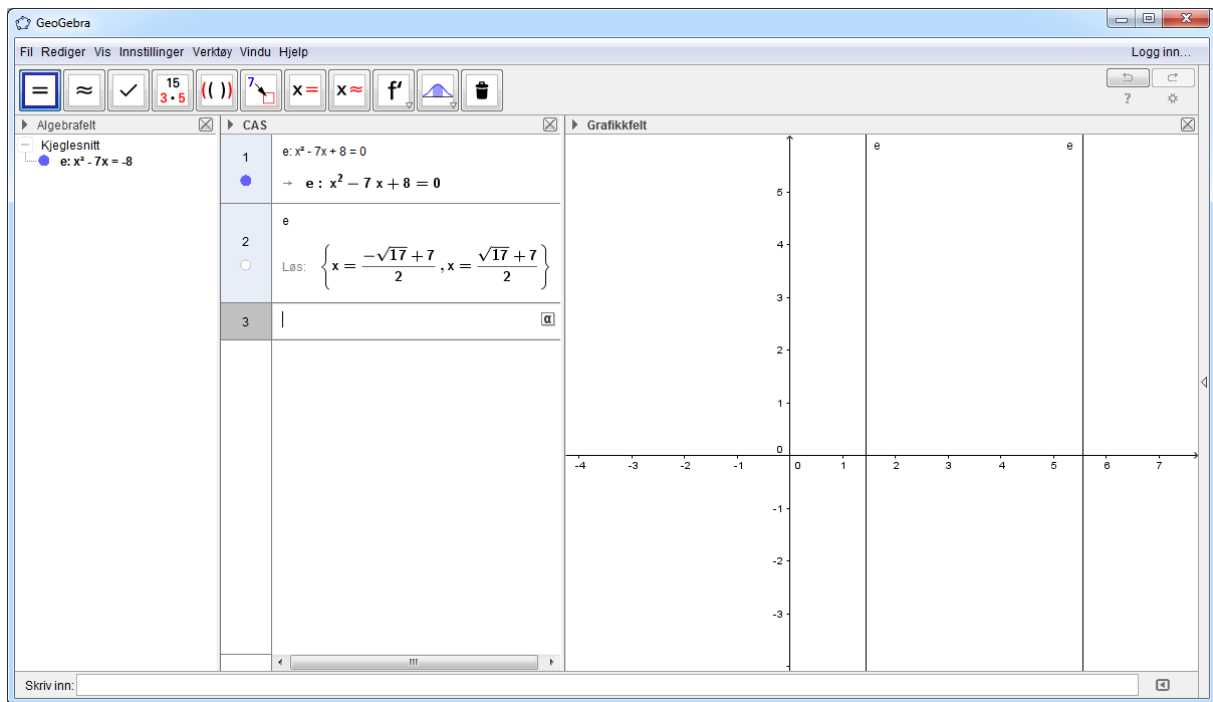 GeoGebra
Fil Rediger Vis Innstillinger Verktøy Vindu Hjelp
Logg inn...
= ≈ ✓ 15 3·5 (( )) 7 x= x≈ f′
?
Algebrafelt
CAS
Grafikkfelt
Kjeglesnitt
e: x² - 7x = -8
1
e: x² - 7x + 8 = 0
→ e : x² − 7 x + 8 = 0
2
e
Løs: {x = (−√17 + 7)/2 , x = (√17 + 7)/2}
3
α
e e
5
4
3
2
1
0
-4 -3 -2 -1 0 1 2 3 4 5 6 7
-1
-2
-3
Skriv inn: